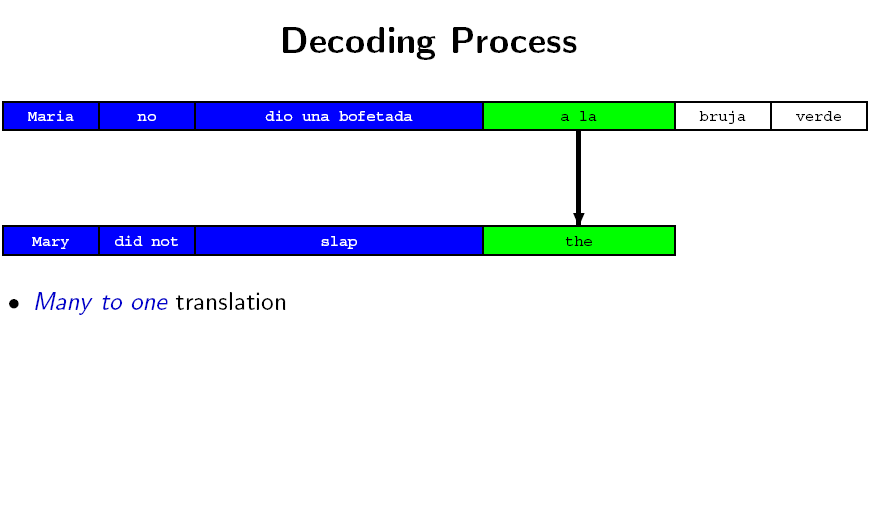 Decoding Process
Maria no dio una bofetada a la bruja verde
Mary did not slap the
• Many to one translation